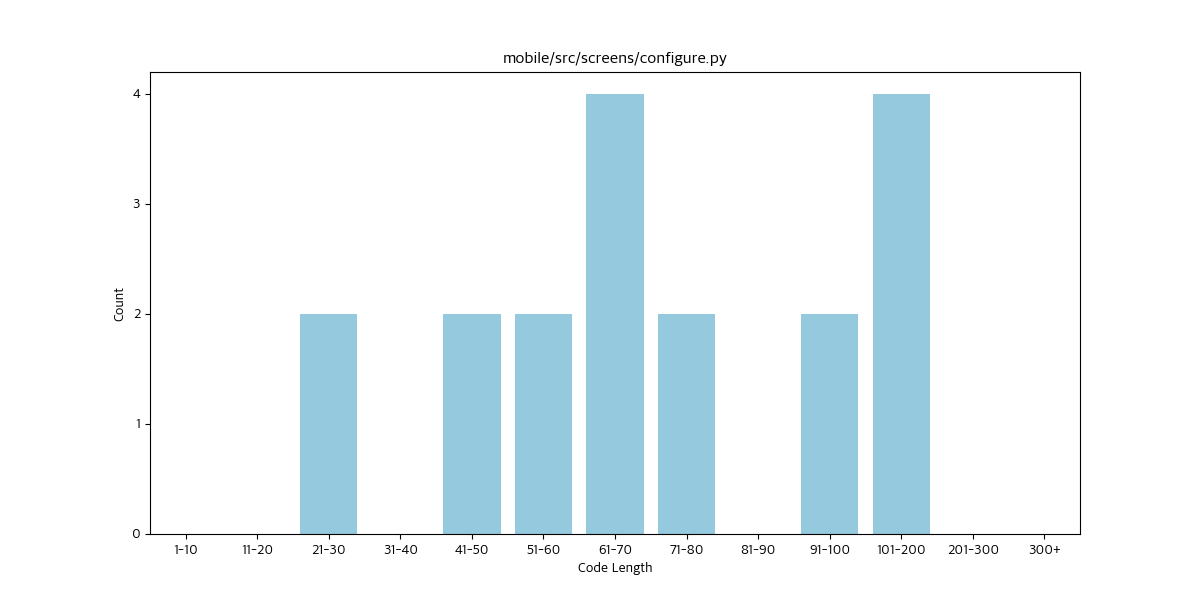 mobile/src/screens/configure.py
4
3
2
1
0
Count
1-10 11-20 21-30 31-40 41-50 51-60 61-70 71-80 81-90 91-100 101-200 201-300 300+
Code Length